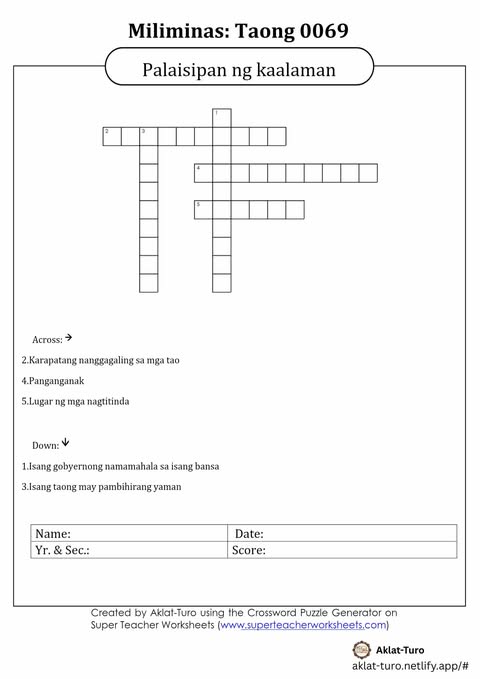 Miliminas: Taong 0069
Palaisipan ng kaalaman
1
2 3
4
5
Across:
2.Karapatang nanggagaling sa mga tao
4.Panganganak
5.Lugar ng mga nagtitinda
Down:
1.Isang gobyernong namamahala sa isang bansa
3.Isang taong may pambihirang yaman
Name: Date:
Yr. & Sec.: Score:
Created by Aklat-Turo using the Crossword Puzzle Generator on
Super Teacher Worksheets (www.superteacherworksheets.com)
Aklat-Turo
aklat-turo.netlify.app/#